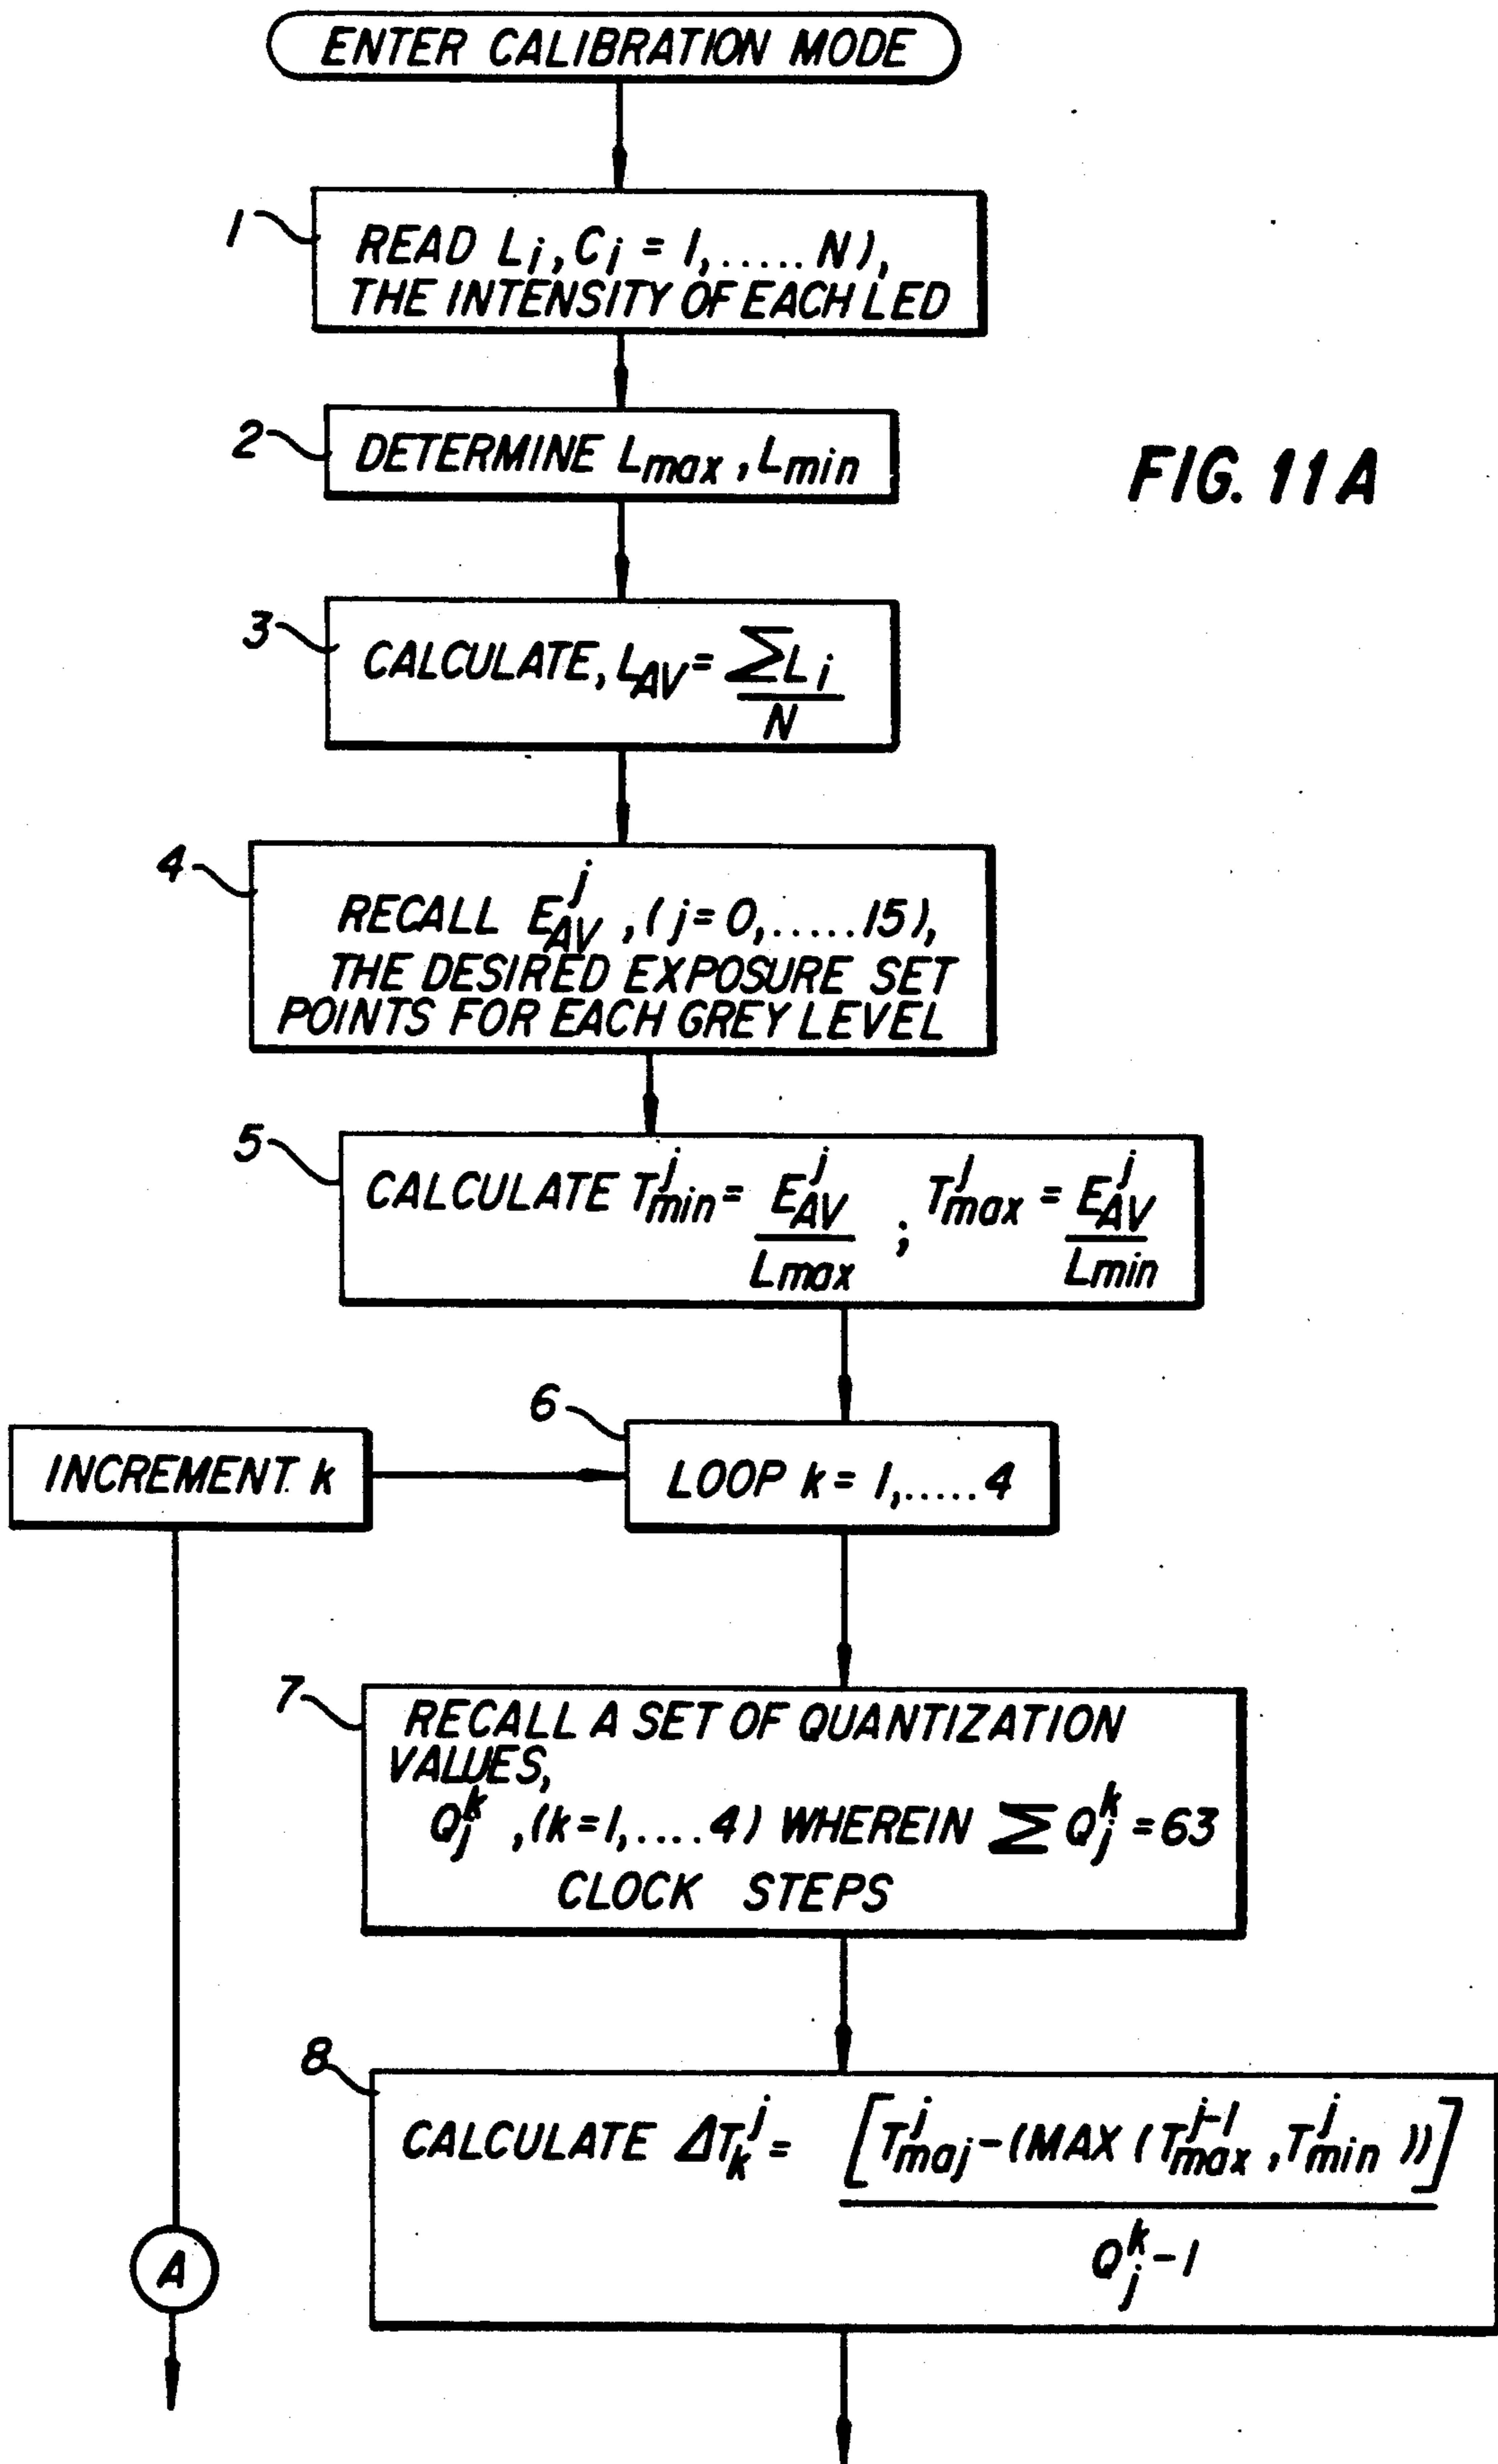 ENTER CALIBRATION MODE
1
READ Li, Ci = 1, ..... N),
THE INTENSITY OF EACH LED
2
DETERMINE Lmax, Lmin
FIG. 11A
3
CALCULATE, LAV = ΣLi / N
4
RECALL E^j_AV, (j=0, .....15),
THE DESIRED EXPOSURE SET
POINTS FOR EACH GREY LEVEL
5
CALCULATE T^j_min = E^j_AV / Lmax ; T^j_max = E^j_AV / Lmin
6
INCREMENT k
LOOP k = 1, ..... 4
7
RECALL A SET OF QUANTIZATION
VALUES,
Q^k_j, (k=1, .... 4) WHEREIN Σ Q^k_j = 63
CLOCK STEPS
8
CALCULATE ΔT^j_k = [T^j_maj - (MAX (T^j-1_max, T^j_min))] / Q^k_j - 1
A